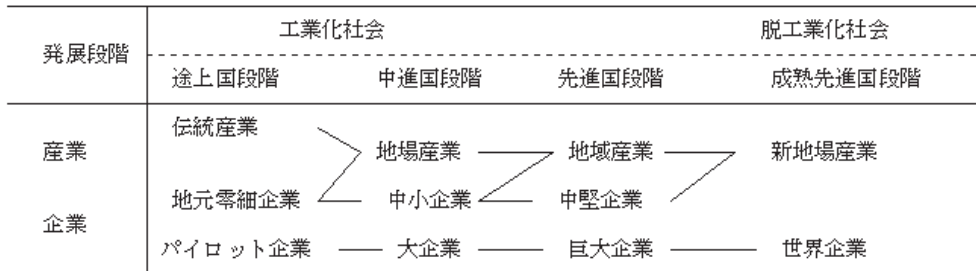 発展段階 工業化社会 脱工業化社会
途上国段階 中進国段階 先進国段階 成熟先進国段階
産業 伝統産業 地場産業 地域産業 新地場産業
企業 地元零細企業 中小企業 中堅企業
パイロット企業 大企業 巨大企業 世界企業